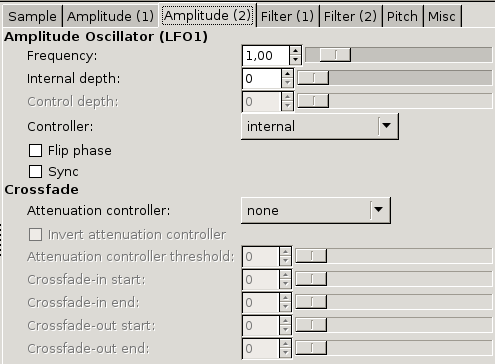 Sample Amplitude (1) Amplitude (2) Filter (1) Filter (2) Pitch Misc
Amplitude Oscillator (LFO1)
Frequency: 1,00
Internal depth: 0
Control depth: 0
Controller: internal
Flip phase
Sync
Crossfade
Attenuation controller: none
Invert attenuation controller
Attenuation controller threshold: 0
Crossfade-in start: 0
Crossfade-in end: 0
Crossfade-out start: 0
Crossfade-out end: 0